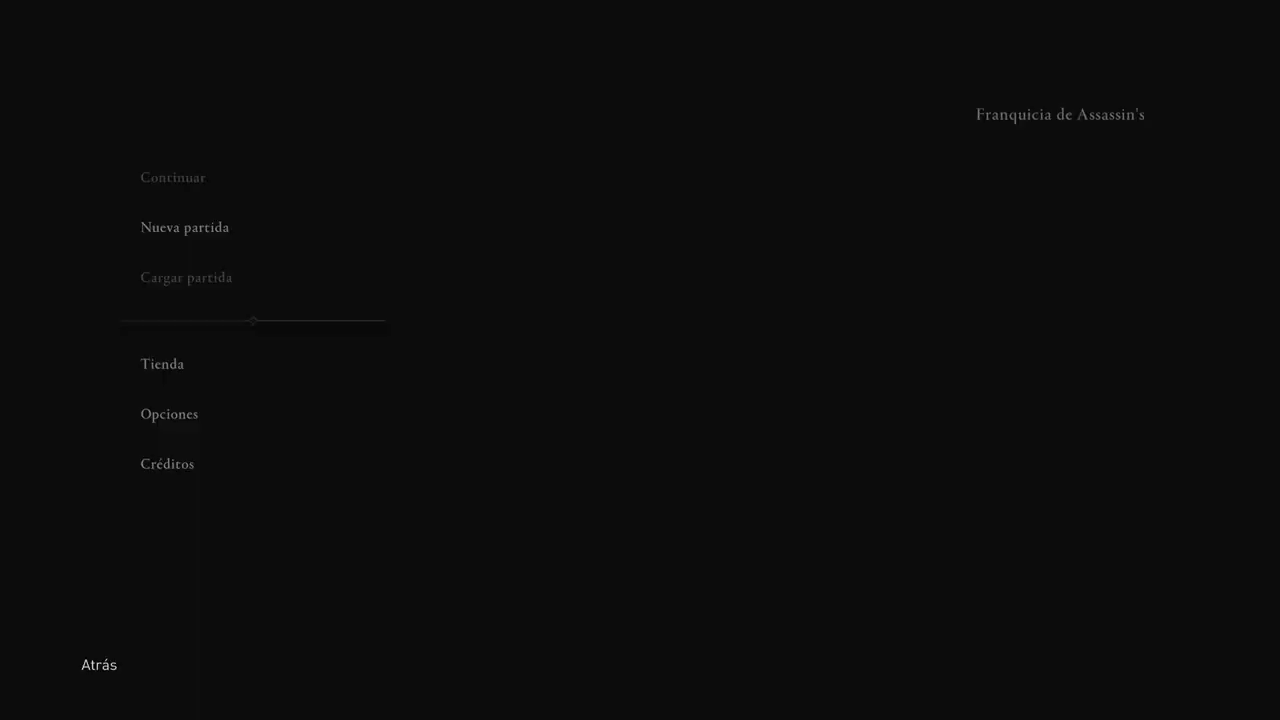 Franquicia de Assassin's
Continuar
Nueva partida
Cargar partida
Tienda
Opciones
Créditos
Atrás